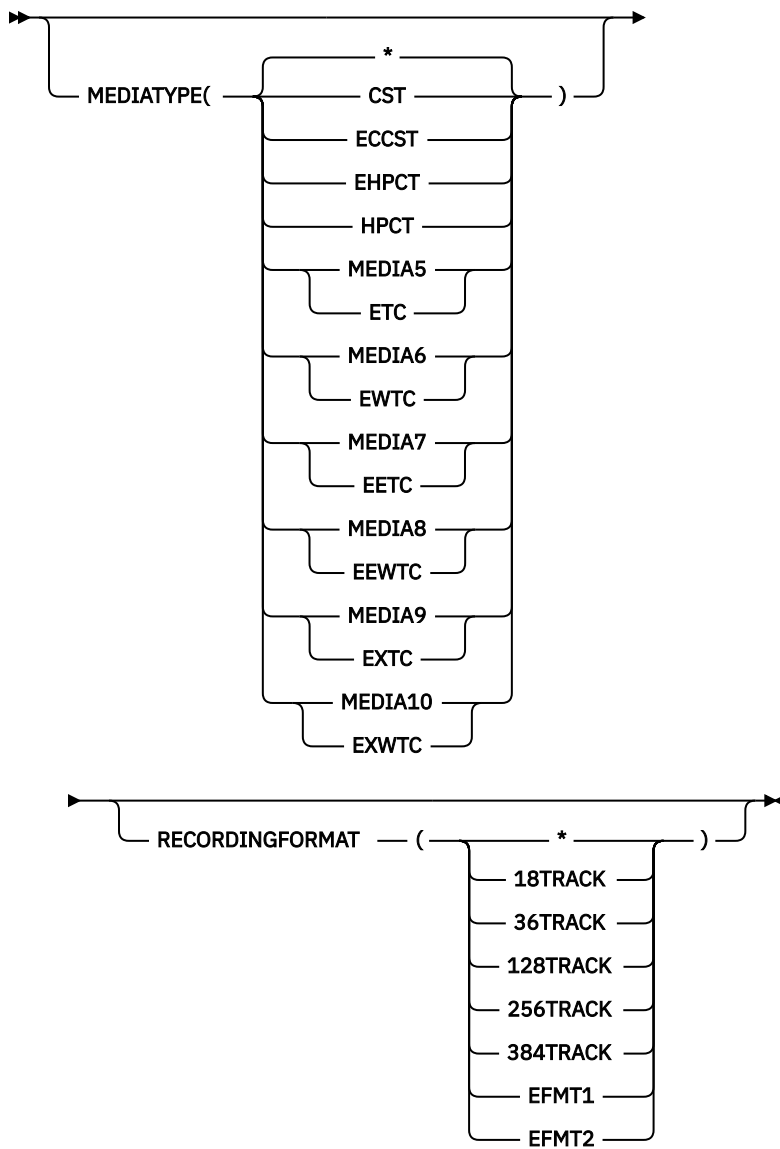 *
MEDIATYPE( CST )
ECCST
EHPCT
HPCT
MEDIA5
ETC
MEDIA6
EWTC
MEDIA7
EETC
MEDIA8
EEWTC
MEDIA9
EXTC
MEDIA10
EXWTC
RECORDINGFORMAT ( * )
18TRACK
36TRACK
128TRACK
256TRACK
384TRACK
EFMT1
EFMT2